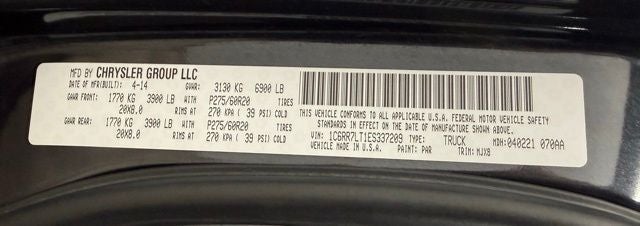 MFD BY CHRYSLER GROUP LLC
DATE OF MFR(BUILT): 4-14 GVWR: 3130 KG 6900 LB
GAWR FRONT: 1770 KG 3900 LB WITH P275/60R20 TIRES
20X8.0 RIMS AT 270 KPA ( 39 PSI) COLD
GAWR REAR: 1770 KG 3900 LB WITH P275/60R20 TIRES
20X8.0 RIMS AT 270 KPA ( 39 PSI) COLD
THIS VEHICLE CONFORMS TO ALL APPLICABLE U.S.A. FEDERAL MOTOR VEHICLE SAFETY
STANDARDS IN EFFECT ON THE DATE OF MANUFACTURE SHOWN ABOVE.
VIN: 1C6RR7LT1ES337209 TYPE: TRUCK MDH: 040221 070AA
VEHICLE MADE IN U.S.A. PAINT: PAR TRIM: MJX8